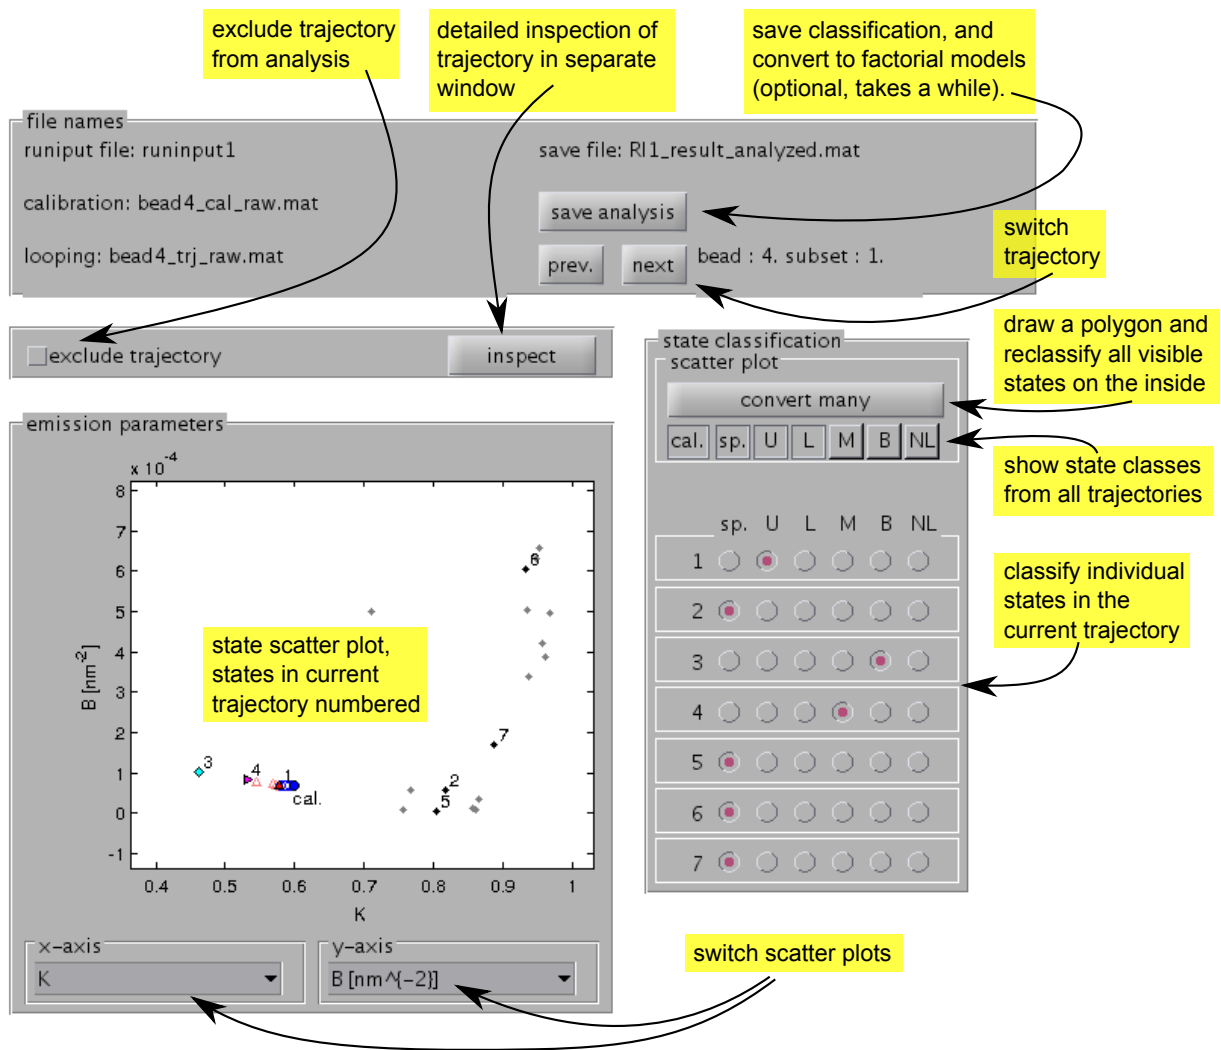 exclude trajectory
from analysis
detailed inspection of
trajectory in separate
window
save classification, and
convert to factorial models
(optional, takes a while).
file names
runiput file: runinput1
save file: RI1_result_analyzed.mat
calibration: bead4_cal_raw.mat
save analysis
looping: bead4_trj_raw.mat
prev.
next
bead : 4. subset : 1.
switch
trajectory
exclude trajectory
inspect
draw a polygon and
reclassify all visible
states on the inside
state classification
scatter plot
convert many
cal. sp. U L M B NL
show state classes
from all trajectories
emission parameters
x 10^-4
8
7
6
5
4
3
2
1
0
-1
B [nm^-2]
6
7
3
4
1
cal.
2
5
state scatter plot,
states in current
trajectory numbered
0.4 0.5 0.6 0.7 0.8 0.9 1
K
sp. U L M B NL
1
2
3
4
5
6
7
classify individual
states in the
current trajectory
x-axis
K
y-axis
B [nm^{-2}]
switch scatter plots